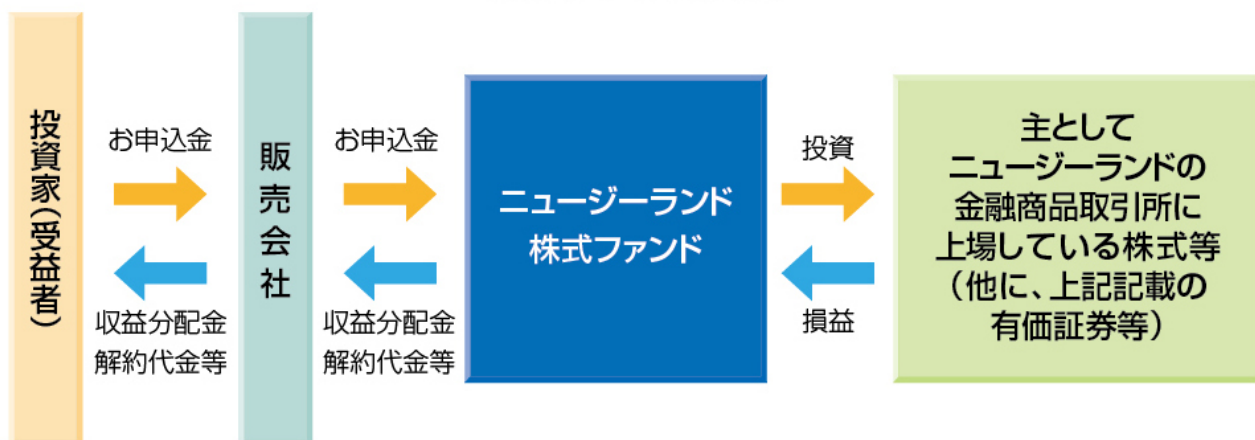 投資家(受益者)
お申込金
収益分配金
解約代金等
販売会社
お申込金
収益分配金
解約代金等
ニュージーランド
株式ファンド
投資
損益
主として
ニュージーランドの
金融商品取引所に
上場している株式等
(他に、上記記載の
有価証券等)